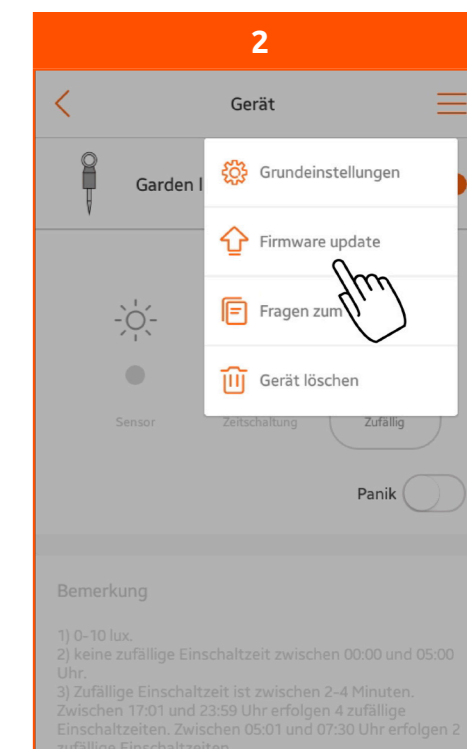 2
Gerät
Garden l
Grundeinstellungen
Firmware update
Fragen zum
Gerät löschen
Sensor
Zeitschaltung
Zufällig
Panik
Bemerkung
1) 0-10 lux.
2) keine zufällige Einschaltzeit zwischen 00:00 und 05:00
Uhr.
3) Zufällige Einschaltzeit ist zwischen 2-4 Minuten.
Zwischen 17:01 und 23:59 Uhr erfolgen 4 zufällige
Einschaltzeiten. Zwischen 05:01 und 07:30 Uhr erfolgen 2
zufällige Einschaltzeiten.